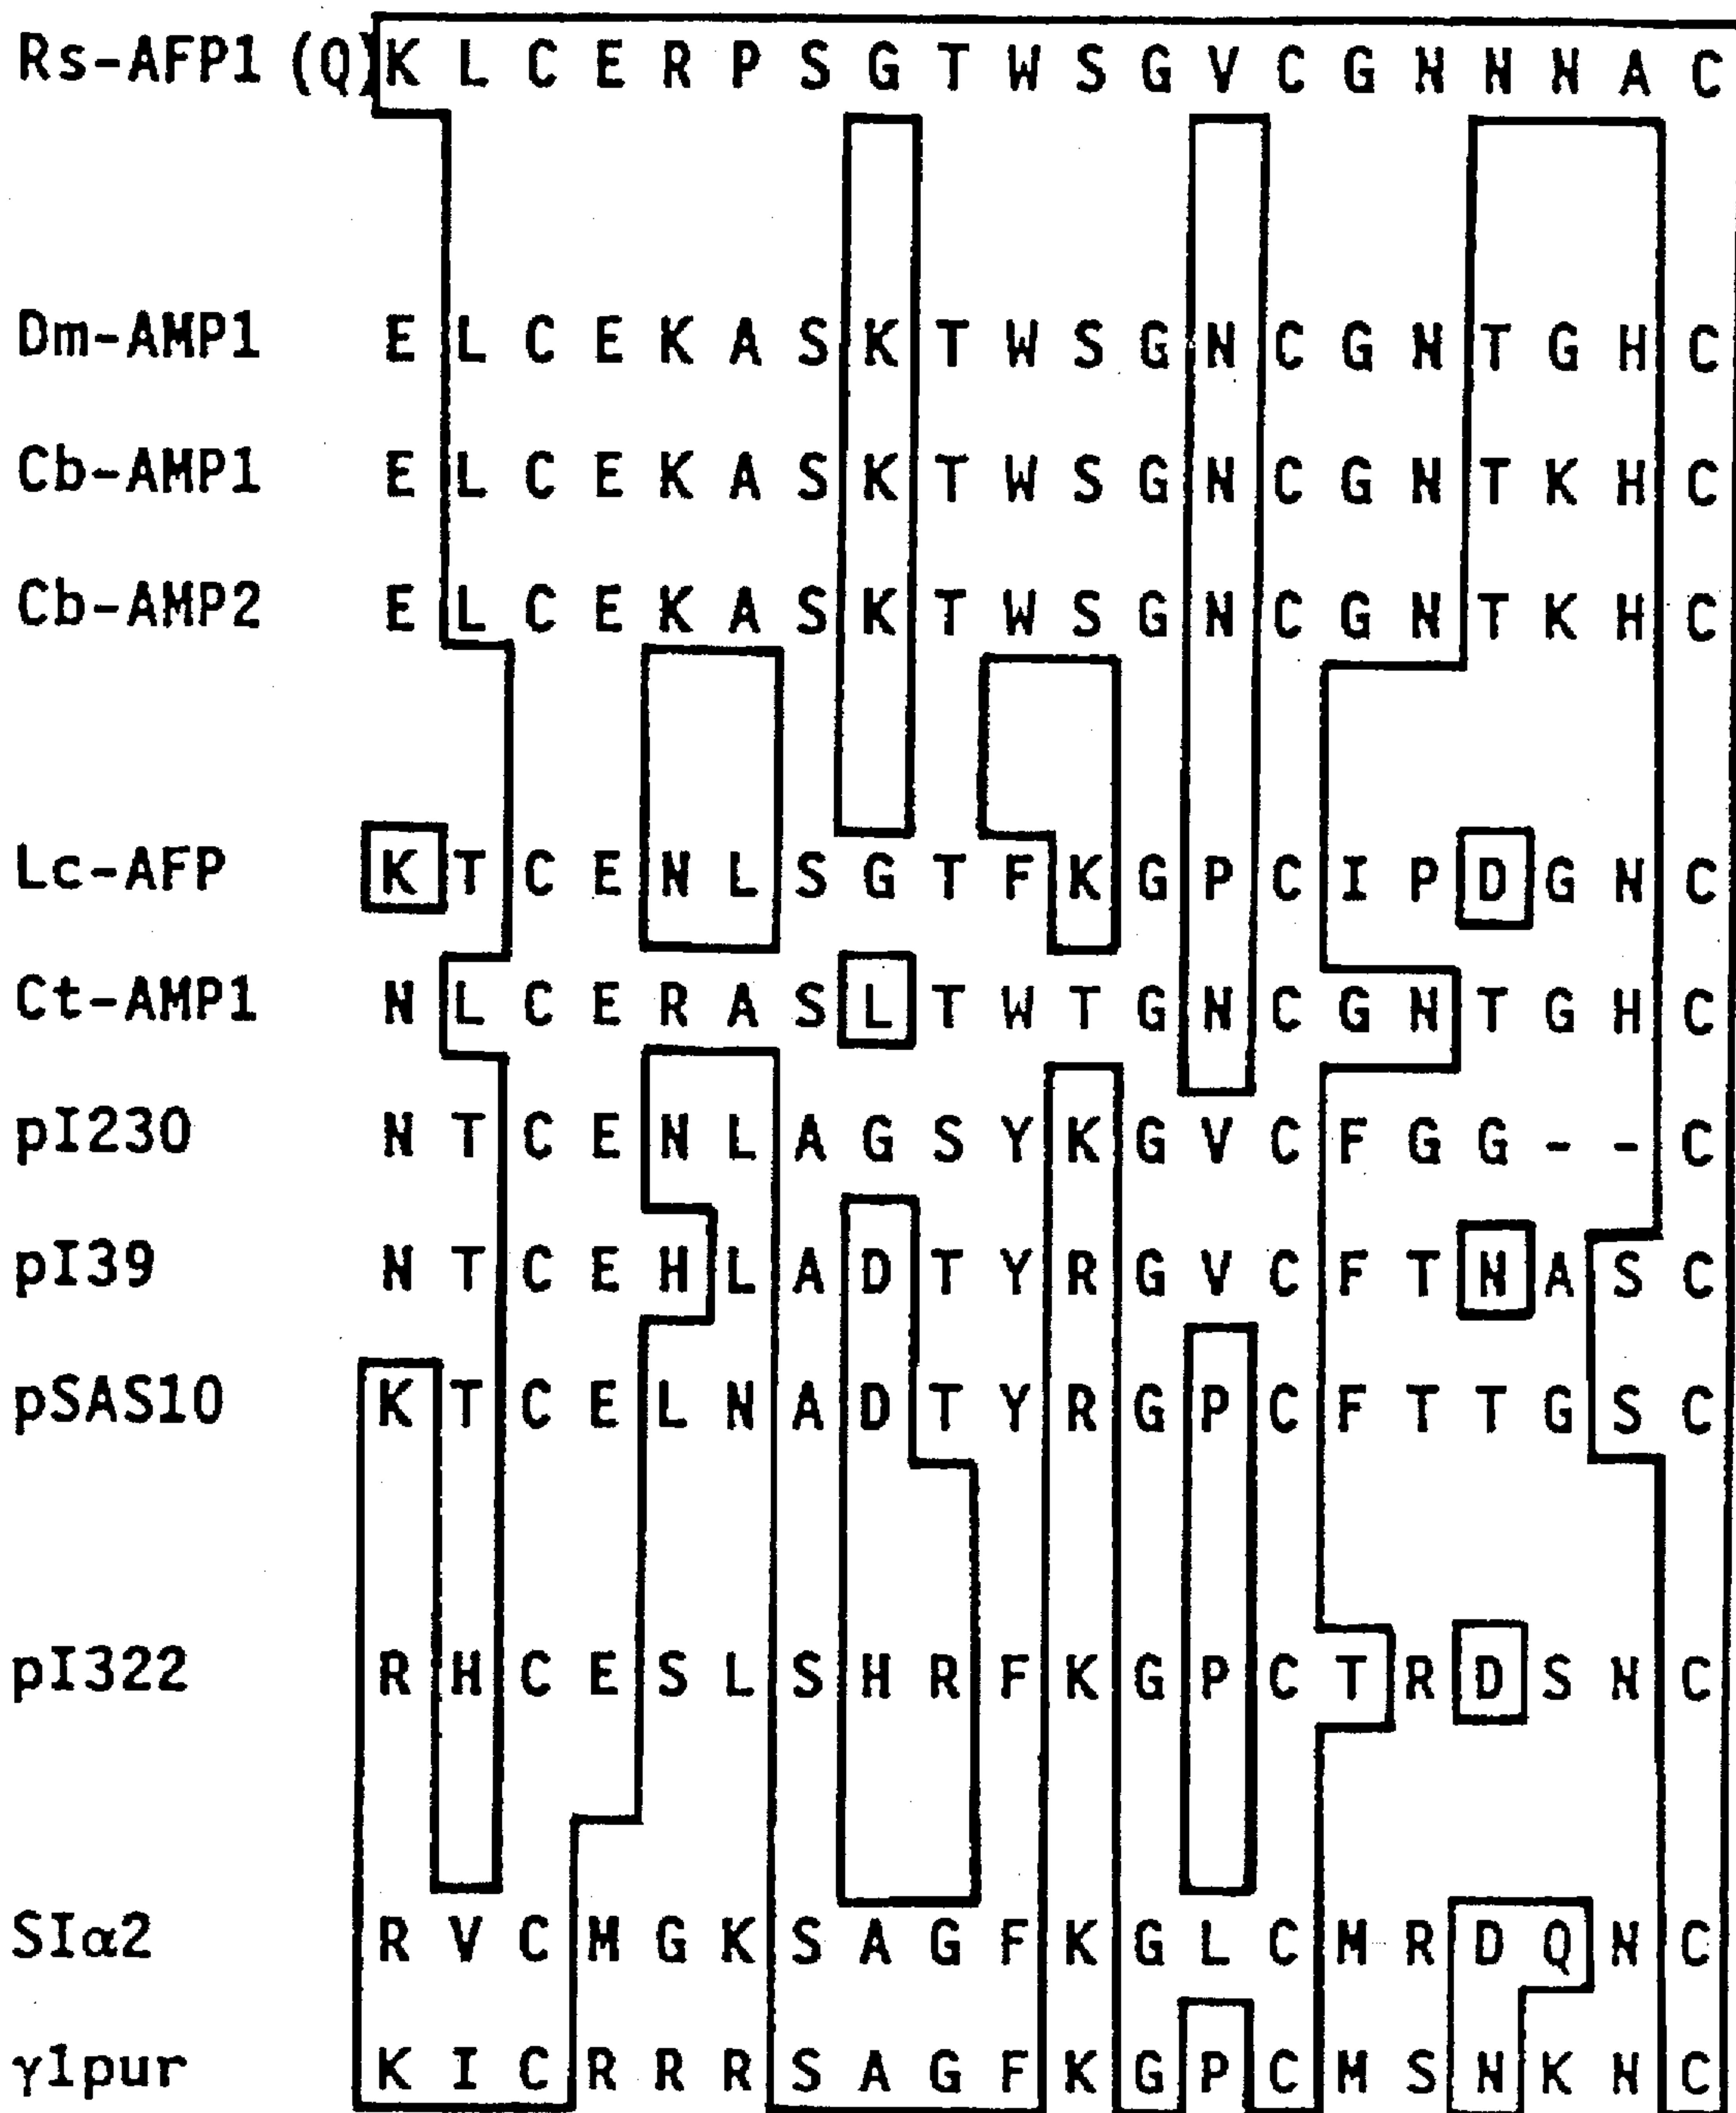 Rs-AFP1 (Q) K L C E R P S G T W S G V C G N N N A C
Dm-AMP1 E L C E K A S K T W S G N C G N T G H C
Cb-AMP1 E L C E K A S K T W S G N C G N T K H C
Cb-AMP2 E L C E K A S K T W S G N C G N T K H C
Lc-AFP K T C E N L S G T F K G P C I P D G N C
Ct-AMP1 N L C E R A S L T W T G N C G N T G H C
pI230 N T C E N L A G S Y K G V C F G G - - C
pI39 N T C E H L A D T Y R G V C F T N A S C
pSAS10 K T C E L N A D T Y R G P C F T T G S C
pI322 R H C E S L S H R F K G P C T R D S N C
SIα2 R V C M G K S A G F K G L C M R D Q N C
γ1pur K I C R R R S A G F K G P C M S N K N C